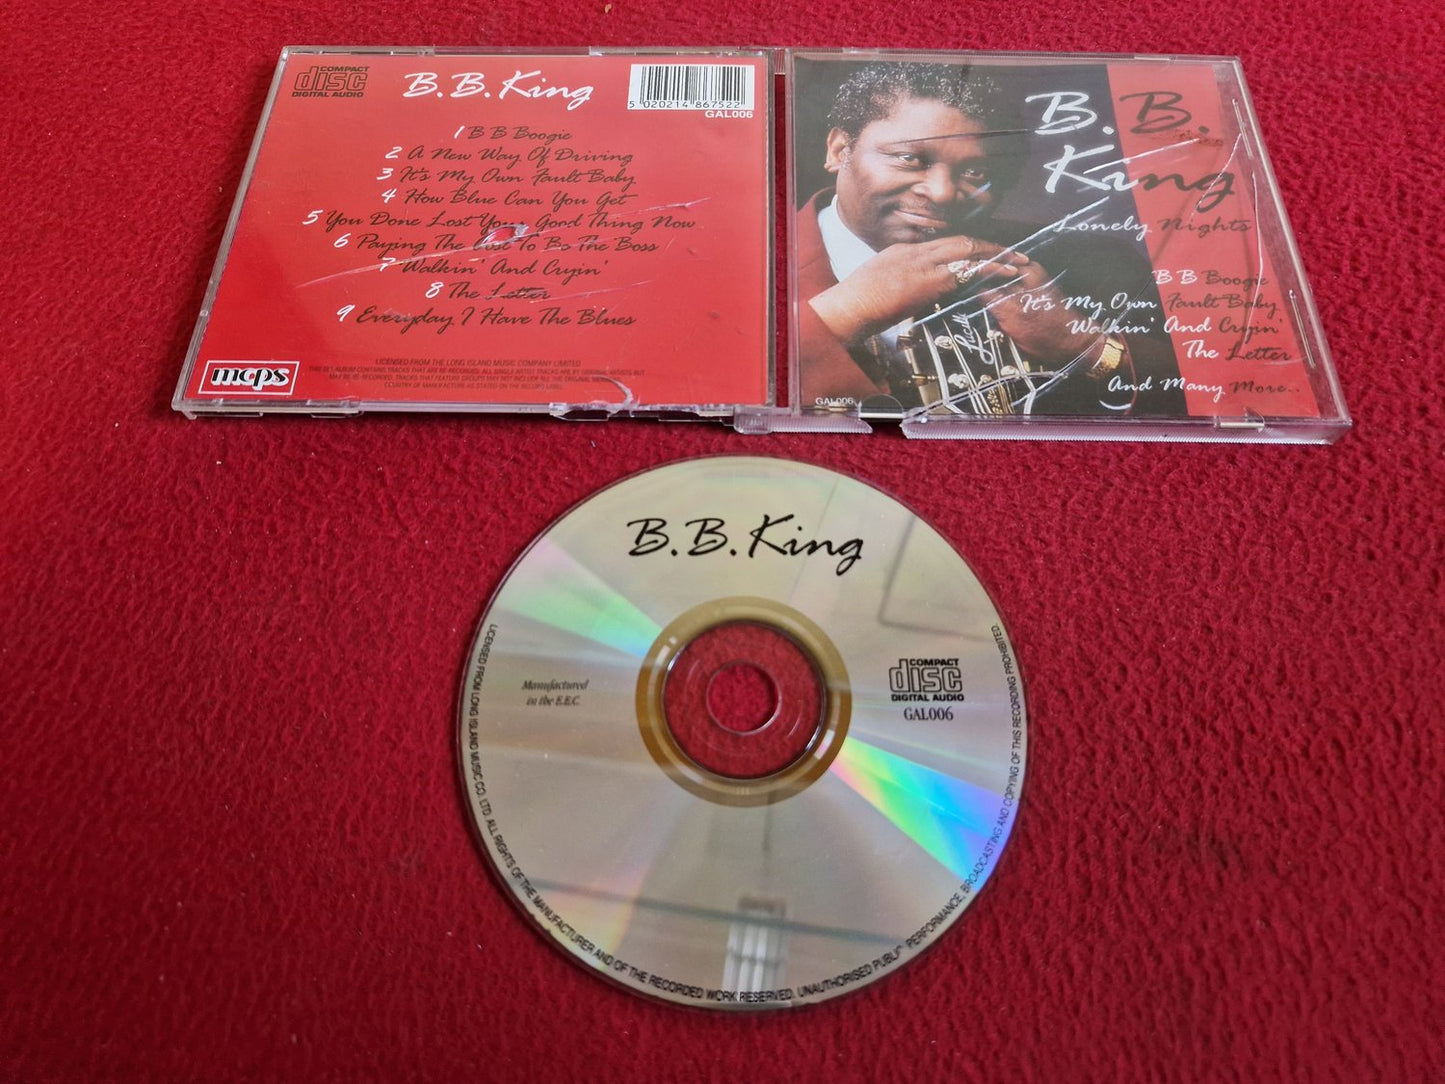 COMPACT
disc
DIGITAL AUDIO
B.B. King
5 020214 867522
GAL006
1 B B Boogie
2 A New Way Of Driving
3 It's My Own Fault Baby
4 How Blue Can You Get
5 You Done Lost Your Good Thing Now
6 Paying The Cost To Be The Boss
7 Walkin' And Cryin'
8 The Letter
9 Everyday I Have The Blues
mcps
LICENSED FROM THE LONG ISLAND MUSIC COMPANY LIMITED
B. B.
King
Lonely Nights
B B Boogie
It's My Own Fault Baby
Walkin' And Cryin'
The Letter
And Many More..
Lucille
GAL006
B.B. King
Manufactured
in the E.E.C.
COMPACT
disc
DIGITAL AUDIO
GAL006
LICENSED FROM LONG ISLAND MUSIC CO. LTD. ALL RIGHTS OF THE MANUFACTURER AND OF THE RECORDED WORK RESERVED. UNAUTHORISED PUBLIC PERFORMANCE, BROADCASTING AND COPYING OF THIS RECORDING PROHIBITED.